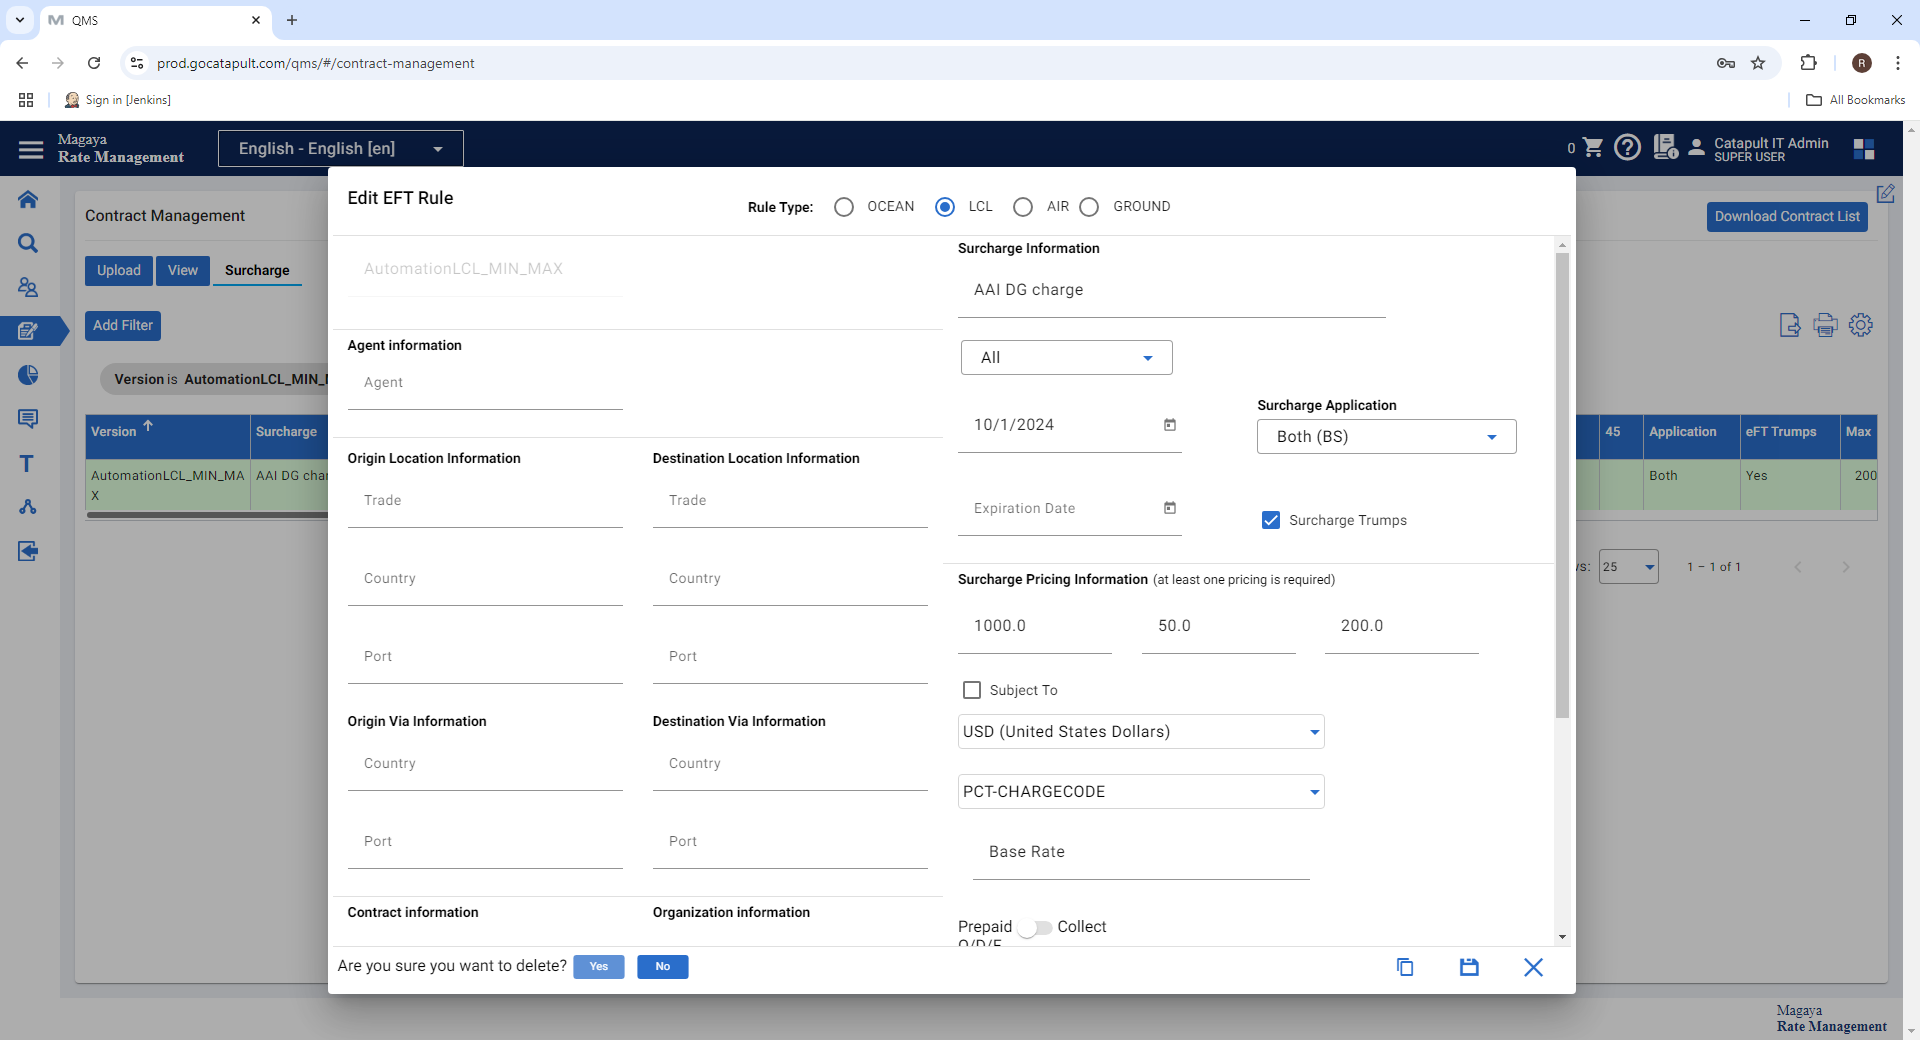 QMS
prod.gocatapult.com/qms/#/contract-management
R
Sign in [Jenkins]
All Bookmarks
Magaya
Rate Management
English - English [en]
0
Catapult IT Admin
SUPER USER
Contract Management
Download Contract List
Upload
View
Surcharge
Add Filter
Version is AutomationLCL_MIN_
Version
Surcharge
45
Application
eFT Trumps
Max
AutomationLCL_MIN_MA
X
AAI DG char
Both
Yes
200
25
1 – 1 of 1
Edit EFT Rule
Rule Type:
OCEAN
LCL
AIR
GROUND
AutomationLCL_MIN_MAX
Agent information
Agent
Origin Location Information
Destination Location Information
Trade
Trade
Country
Country
Port
Port
Origin Via Information
Destination Via Information
Country
Country
Port
Port
Contract information
Organization information
Surcharge Information
AAI DG charge
All
10/1/2024
Surcharge Application
Both (BS)
Expiration Date
Surcharge Trumps
Surcharge Pricing Information (at least one pricing is required)
1000.0
50.0
200.0
Subject To
USD (United States Dollars)
PCT-CHARGECODE
Base Rate
Prepaid
Collect
O/D/F
Are you sure you want to delete?
Yes
No
Magaya
Rate Management